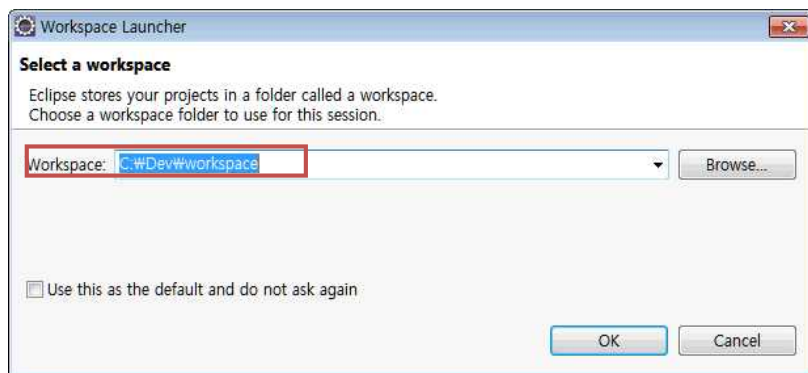 Workspace Launcher
Select a workspace
Eclipse stores your projects in a folder called a workspace.
Choose a workspace folder to use for this session.
Workspace: C:₩Dev₩workspace Browse...
Use this as the default and do not ask again
OK Cancel